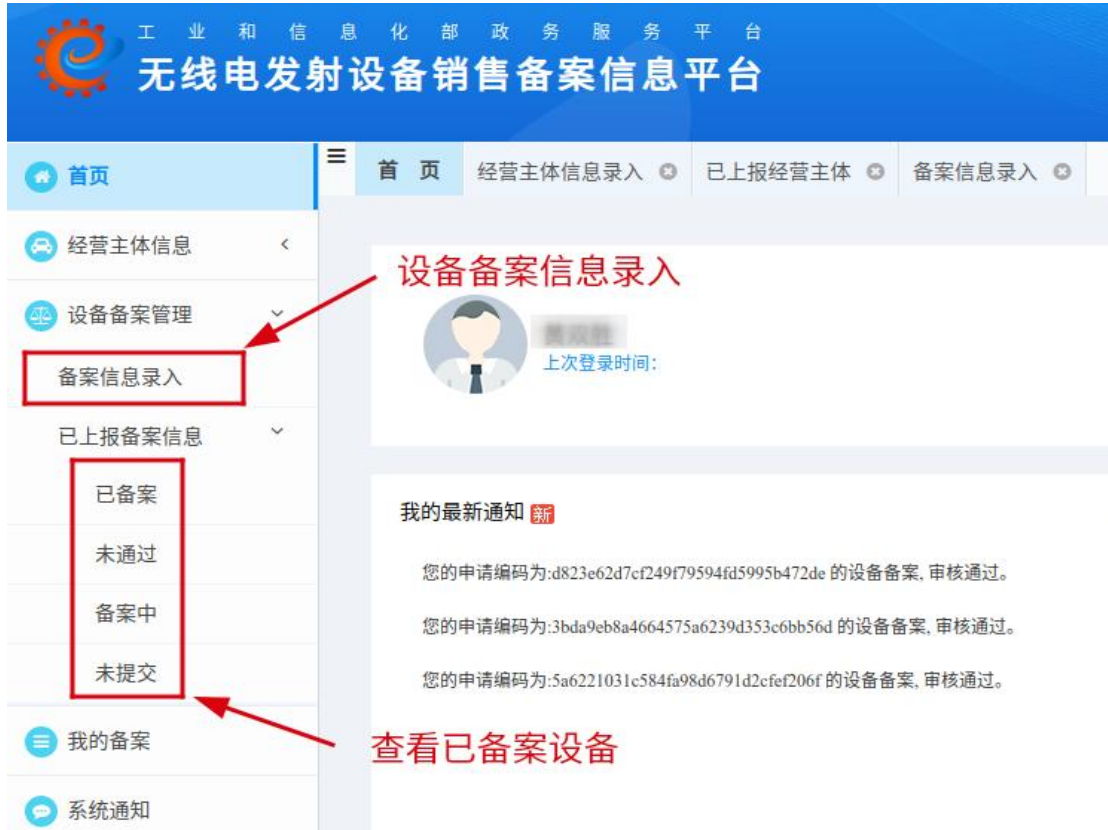 工业和信息化部政务服务平台
无线电发射设备销售备案信息平台
首页
首 页
经营主体信息录入
已上报经营主体
备案信息录入
经营主体信息
设备备案信息录入
设备备案管理
上次登录时间：
备案信息录入
已上报备案信息
已备案
我的最新通知 新
未通过
您的申请编码为:d823e62d7cf249f79594fd5995b472de 的设备备案, 审核通过。
备案中
您的申请编码为:3bda9eb8a4664575a6239d353c6bb56d 的设备备案, 审核通过。
未提交
您的申请编码为:5a6221031c584fa98d6791d2cfef206f 的设备备案, 审核通过。
我的备案
查看已备案设备
系统通知